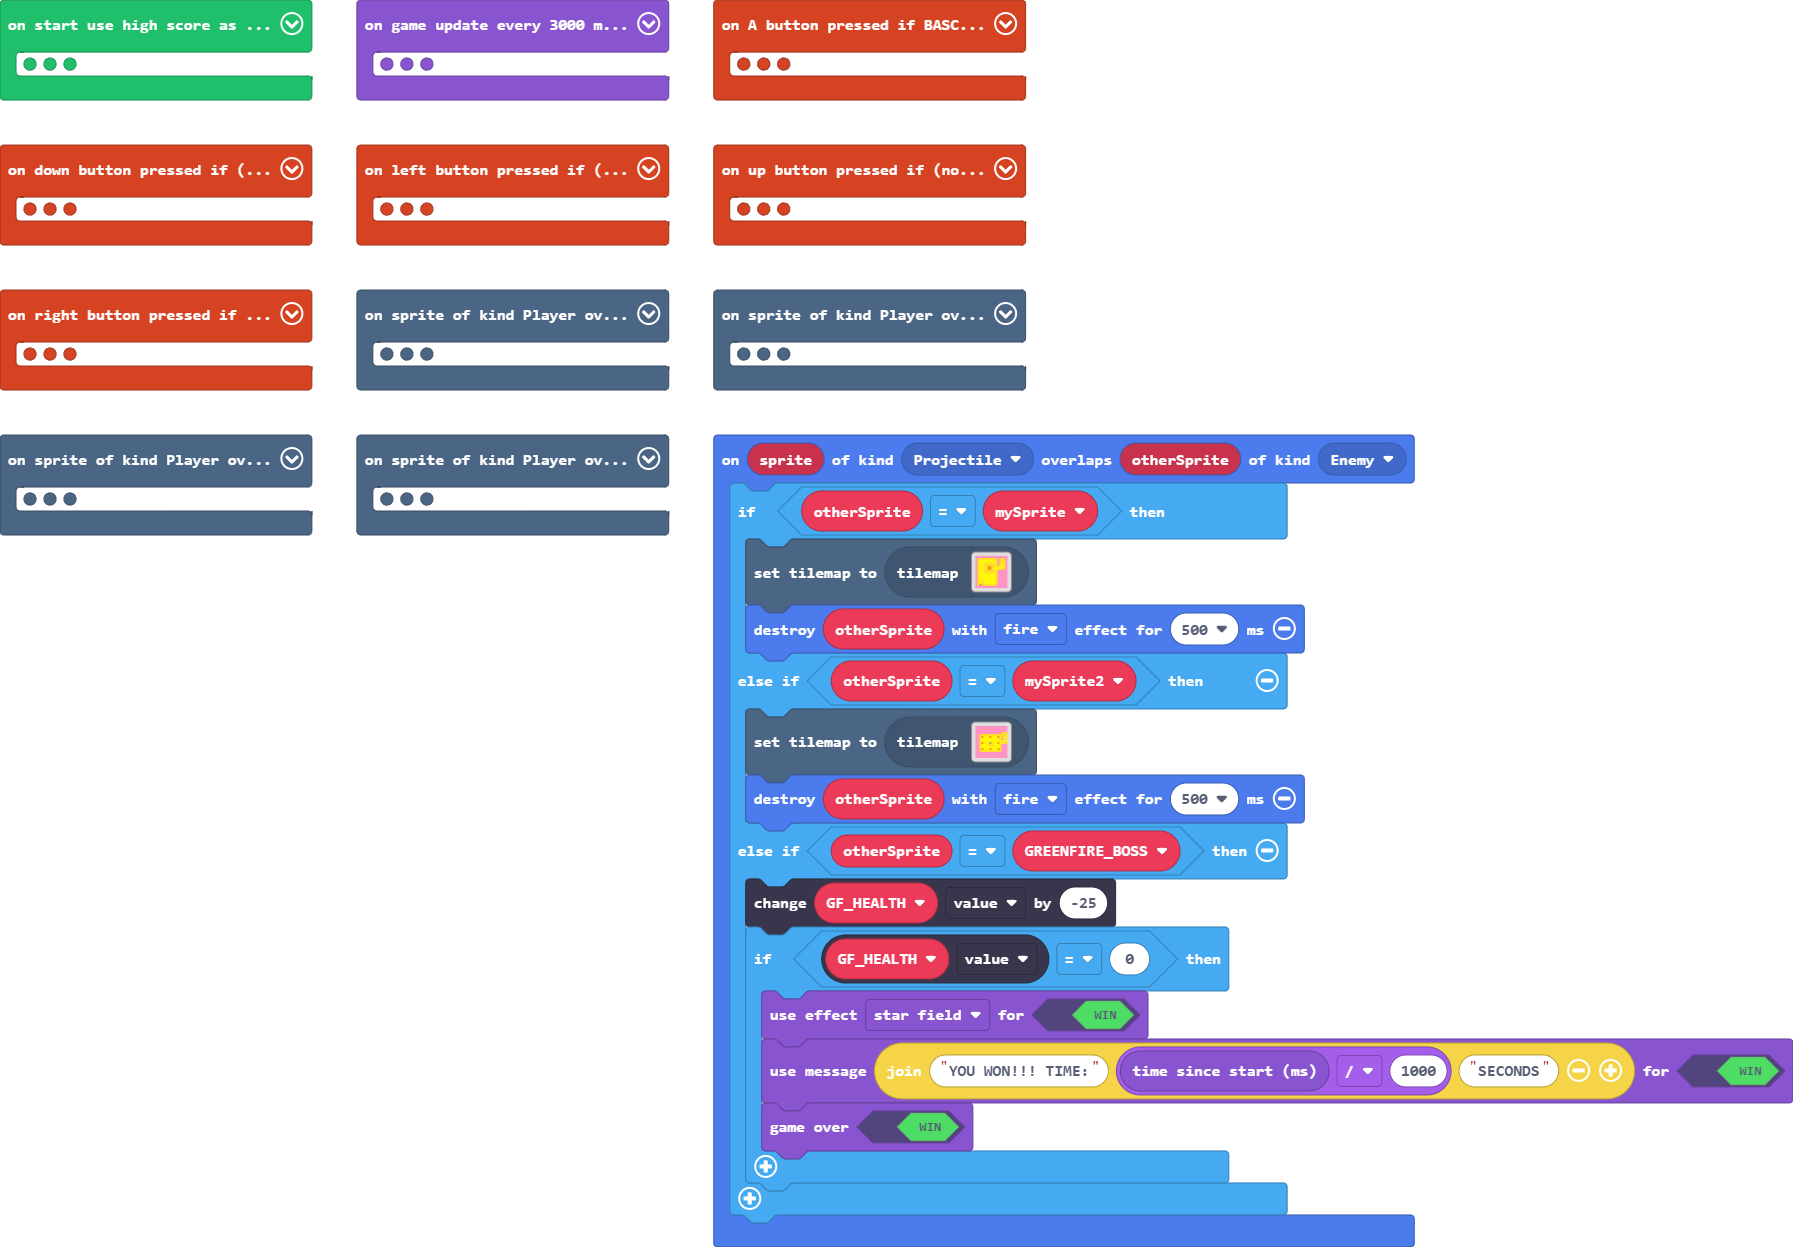 on start use high score as ...
on game update every 3000 m...
on A button pressed if BASC...
on down button pressed if (...
on left button pressed if (...
on up button pressed if (no...
on right button pressed if ...
on sprite of kind Player ov...
on sprite of kind Player ov...
on sprite of kind Player ov...
on sprite of kind Player ov...
on sprite of kind Projectile overlaps otherSprite of kind Enemy
if otherSprite = mySprite then
set tilemap to tilemap
destroy otherSprite with fire effect for 500 ms
else if otherSprite = mySprite2 then
set tilemap to tilemap
destroy otherSprite with fire effect for 500 ms
else if otherSprite = GREENFIRE_BOSS then
change GF_HEALTH value by -25
if GF_HEALTH value = 0 then
use effect star field for WIN
use message join "YOU WON!!! TIME:" time since start (ms) / 1000 "SECONDS" for WIN
game over WIN